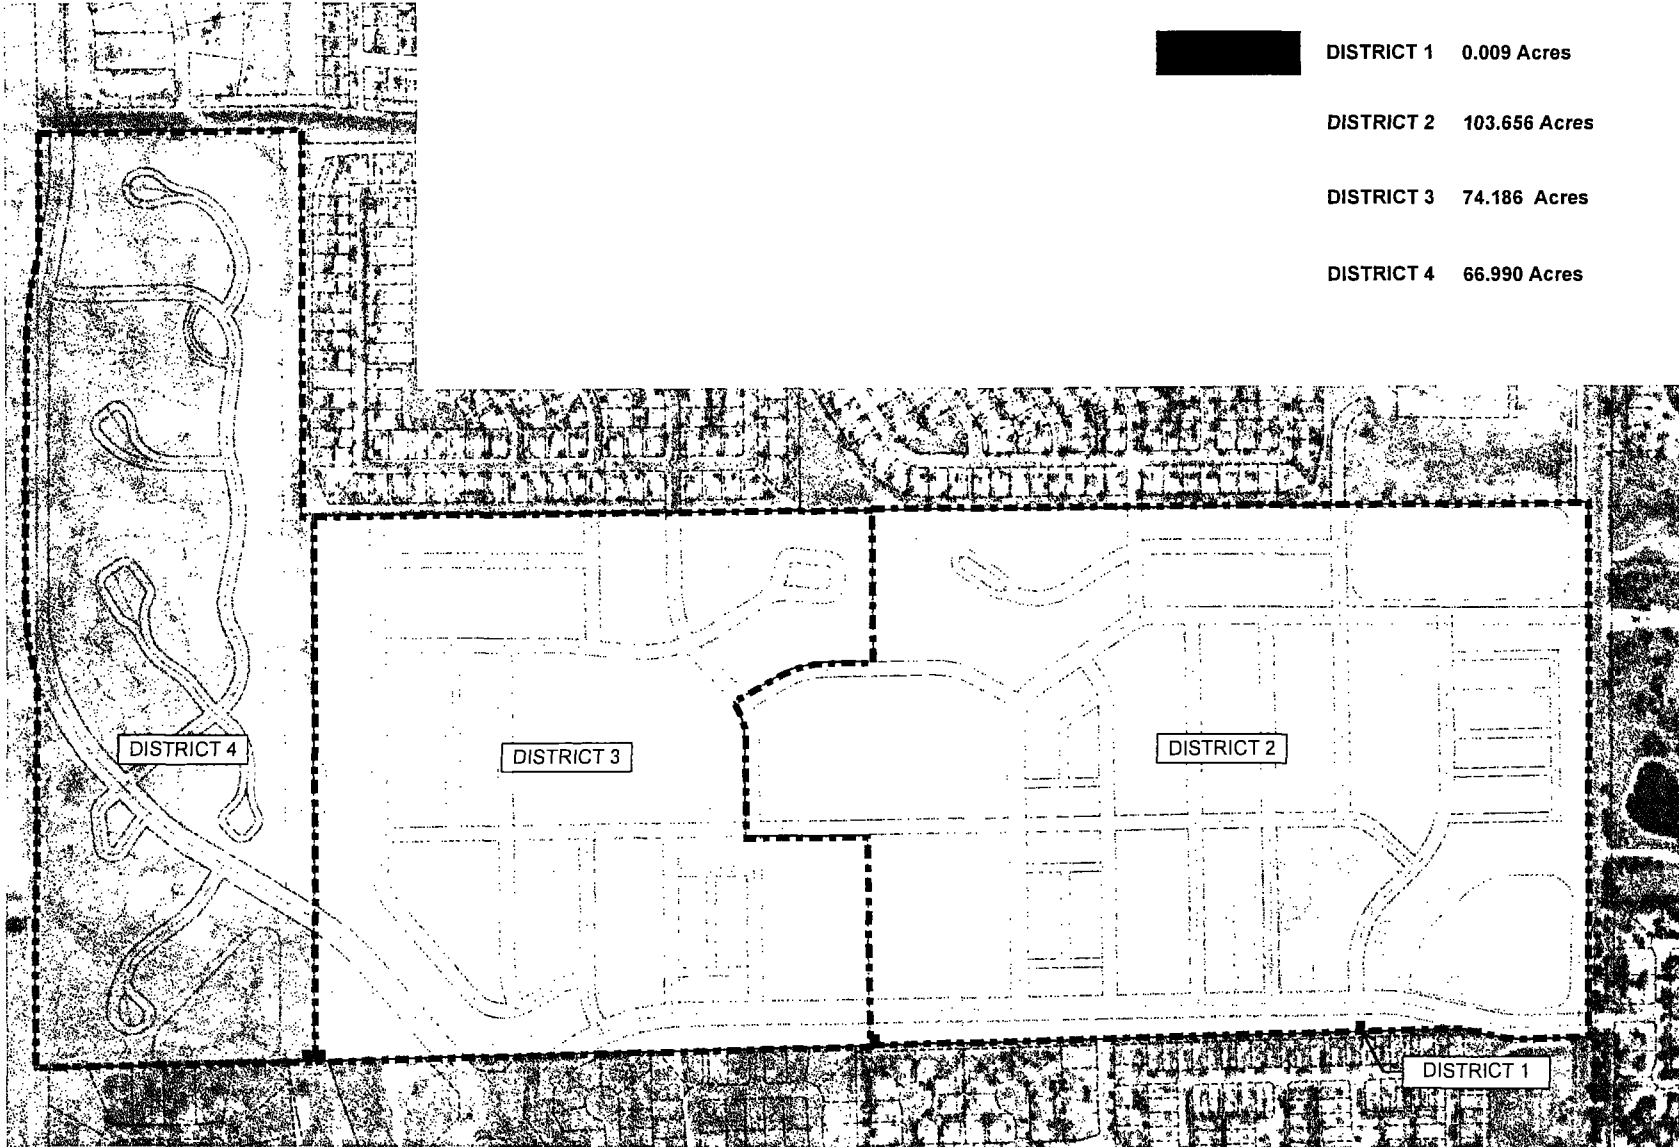 DISTRICT 1 0.009 Acres
DISTRICT 2 103.656 Acres
DISTRICT 3 74.186 Acres
DISTRICT 4 66.990 Acres
DISTRICT 4
DISTRICT 3
DISTRICT 2
DISTRICT 1